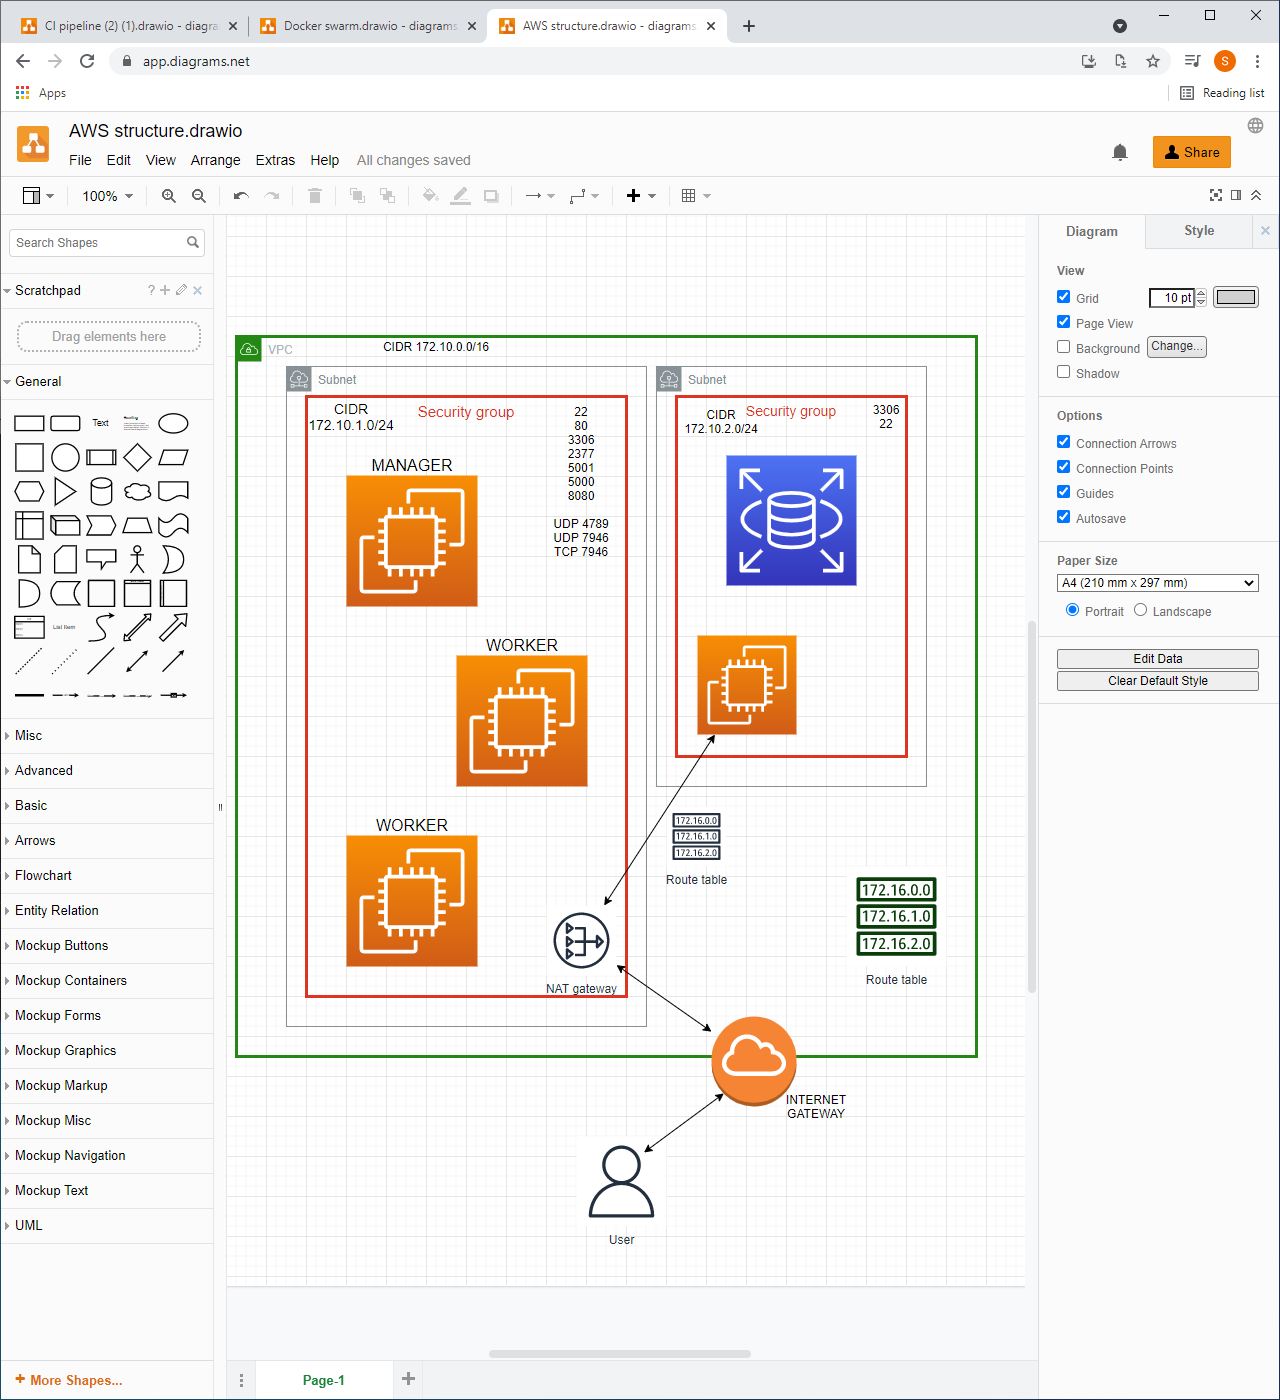 CI pipeline (2) (1).drawio - diagra
Docker swarm.drawio - diagrams
AWS structure.drawio - diagrams
app.diagrams.net
S
Apps
Reading list
AWS structure.drawio
File Edit View Arrange Extras Help All changes saved
Share
100%
Search Shapes
Scratchpad
?
Drag elements here
General
Text
Heading
List Item
Misc
Advanced
Basic
Arrows
Flowchart
Entity Relation
Mockup Buttons
Mockup Containers
Mockup Forms
Mockup Graphics
Mockup Markup
Mockup Misc
Mockup Navigation
Mockup Text
UML
+ More Shapes...
VPC
CIDR 172.10.0.0/16
Subnet
CIDR
172.10.1.0/24
Security group
22
80
3306
2377
5001
5000
8080
UDP 4789
UDP 7946
TCP 7946
MANAGER
WORKER
WORKER
NAT gateway
Subnet
CIDR
172.10.2.0/24
Security group
3306
22
172.16.0.0
172.16.1.0
172.16.2.0
Route table
172.16.0.0
172.16.1.0
172.16.2.0
Route table
INTERNET
GATEWAY
User
Page-1
Diagram
Style
View
Grid
10 pt
Page View
Background
Change...
Shadow
Options
Connection Arrows
Connection Points
Guides
Autosave
Paper Size
A4 (210 mm x 297 mm)
Portrait
Landscape
Edit Data
Clear Default Style